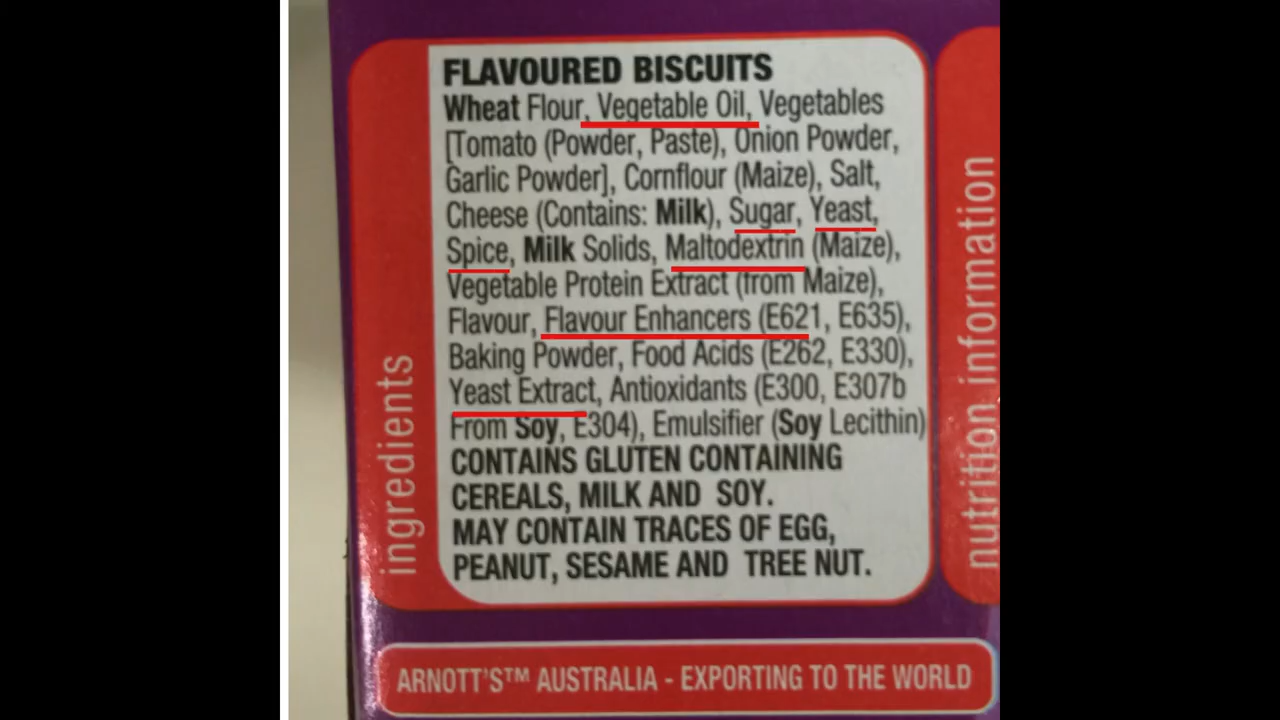 FLAVOURED BISCUITS
Wheat Flour, Vegetable Oil, Vegetables
[Tomato (Powder, Paste), Onion Powder,
Garlic Powder], Cornflour (Maize), Salt,
Cheese (Contains: Milk), Sugar, Yeast,
Spice, Milk Solids, Maltodextrin (Maize),
Vegetable Protein Extract (from Maize),
Flavour, Flavour Enhancers (E621, E635),
Baking Powder, Food Acids (E262, E330),
Yeast Extract, Antioxidants (E300, E307b
From Soy, E304), Emulsifier (Soy Lecithin)
CONTAINS GLUTEN CONTAINING
CEREALS, MILK AND SOY.
MAY CONTAIN TRACES OF EGG,
PEANUT, SESAME AND TREE NUT.
ingredients
nutrition information
ARNOTT'S™ AUSTRALIA - EXPORTING TO THE WORLD